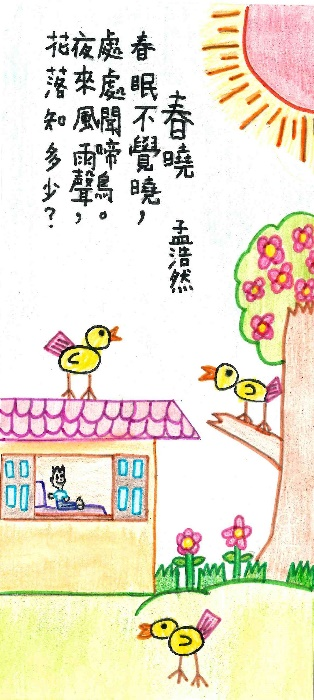 春曉
孟浩然
春眠不覺曉，
處處聞啼鳥。
夜來風雨聲，
花落知多少？